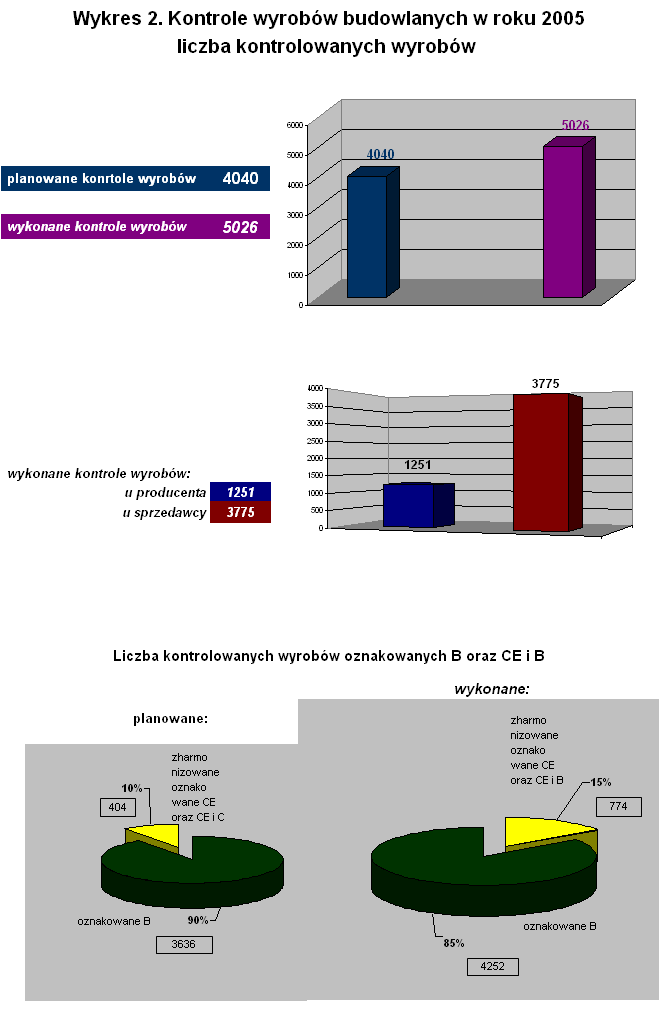 Wykres 2. Kontrole wyrobów budowlanych w roku 2005
liczba kontrolowanych wyrobów
planowane konrtole wyrobów 4040
wykonane kontrole wyrobów 5026
6000
5000
4000
3000
2000
1000
0
4040
5026
wykonane kontrole wyrobów:
u producenta 1251
u sprzedawcy 3775
4000
3500
3000
2500
2000
1500
1000
500
0
1251
3775
Liczba kontrolowanych wyrobów oznakowanych B oraz CE i B
planowane:
zharmo
nizowane
oznako
wane CE
oraz CE i C
10%
404
oznakowane B
90%
3636
wykonane:
zharmo
nizowane
oznako
wane CE
oraz CE i B
15%
774
oznakowane B
85%
4252